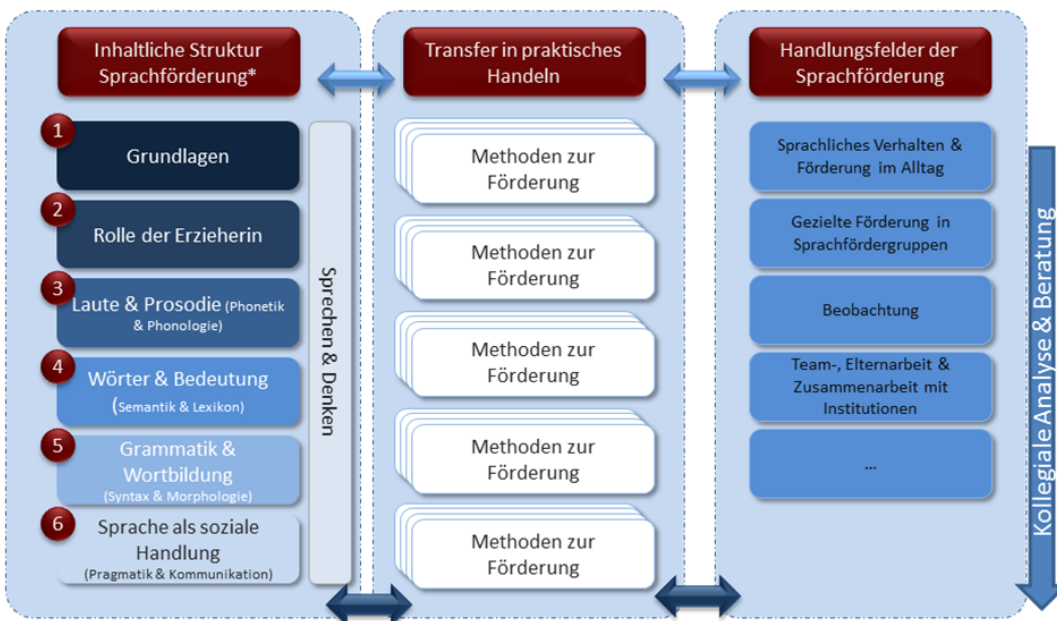 Inhaltliche Struktur
Sprachförderung*
1
Grundlagen
2
Rolle der Erzieherin
3
Laute & Prosodie (Phonetik
& Phonologie)
4
Wörter & Bedeutung
(Semantik & Lexikon)
5
Grammatik &
Wortbildung
(Syntax & Morphologie)
6
Sprache als soziale
Handlung
(Pragmatik & Kommunikation)
Sprechen & Denken
Transfer in praktisches
Handeln
Methoden zur
Förderung
Methoden zur
Förderung
Methoden zur
Förderung
Methoden zur
Förderung
Methoden zur
Förderung
Handlungsfelder der
Sprachförderung
Sprachliches Verhalten &
Förderung im Alltag
Gezielte Förderung in
Sprachfördergruppen
Beobachtung
Team-, Elternarbeit &
Zusammenarbeit mit
Institutionen
...
Kollegiale Analyse & Beratung